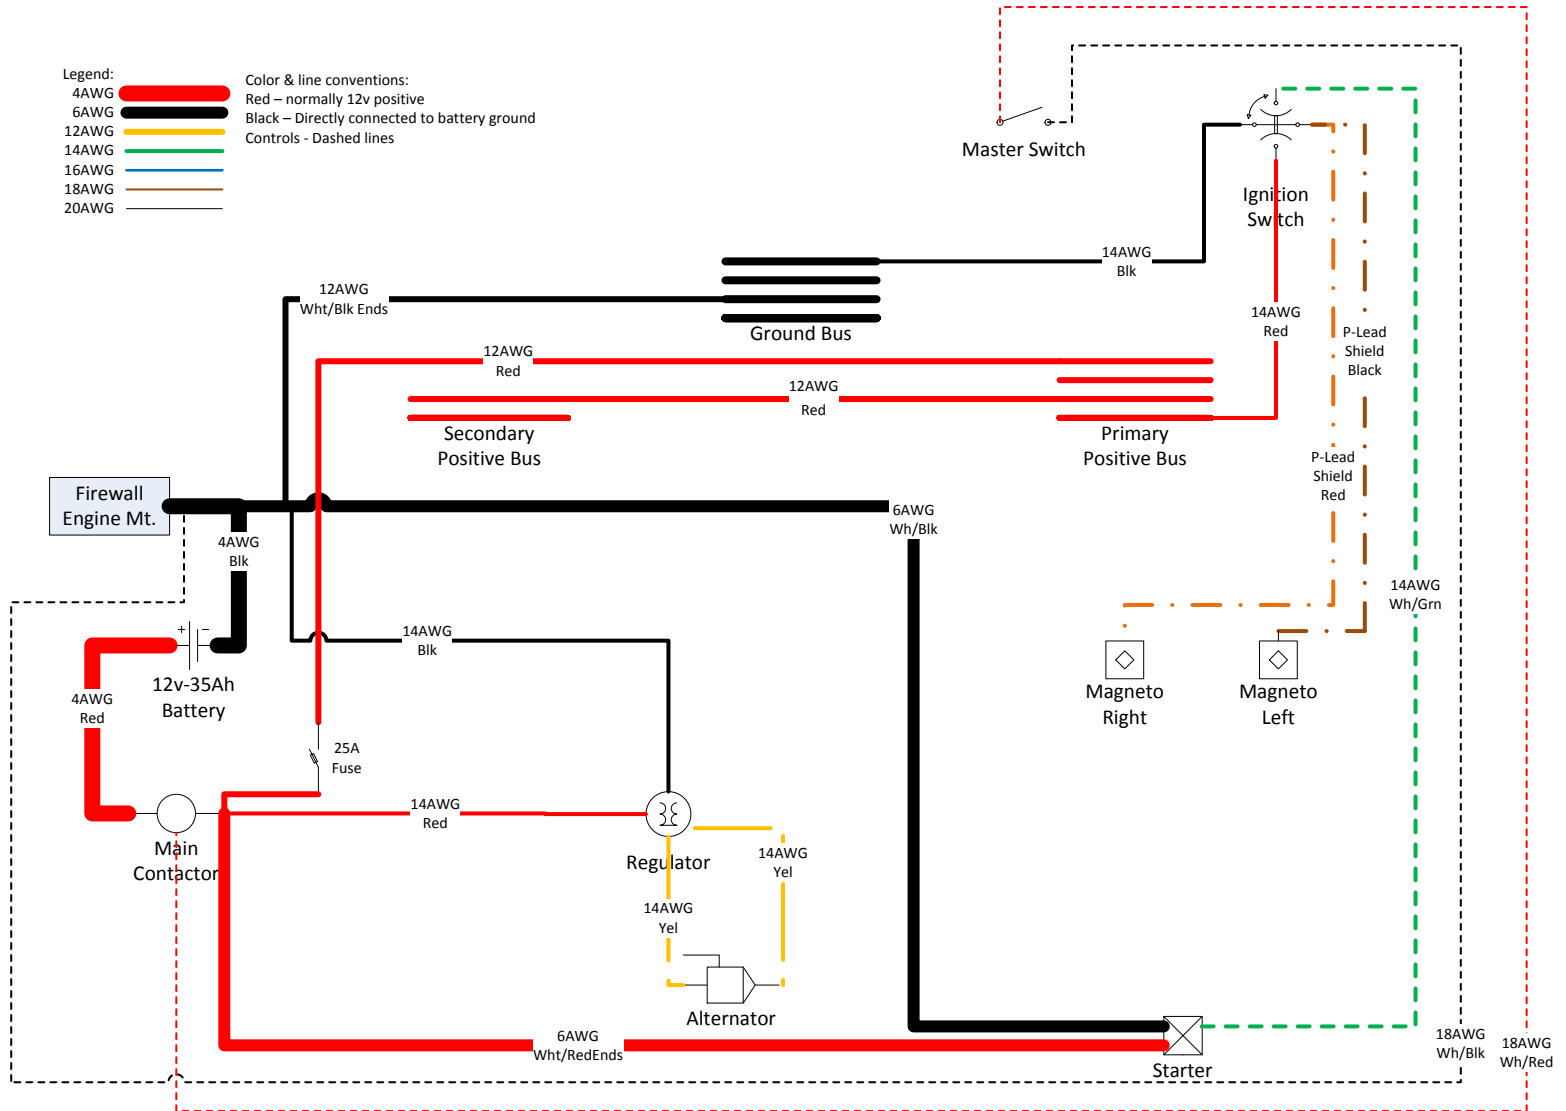 Legend:
4AWG
6AWG
12AWG
14AWG
16AWG
18AWG
20AWG
Color & line conventions:
Red – normally 12v positive
Black – Directly connected to battery ground
Controls - Dashed lines
Master Switch
Ignition
Switch
14AWG
Blk
12AWG
Wht/Blk Ends
Ground Bus
14AWG
Red
P-Lead
Shield
Black
12AWG
Red
12AWG
Red
Secondary
Positive Bus
Primary
Positive Bus
P-Lead
Shield
Red
Firewall
Engine Mt.
4AWG
Blk
6AWG
Wh/Blk
14AWG
Wh/Grn
+
–
12v-35Ah
Battery
14AWG
Blk
4AWG
Red
Magneto
Right
Magneto
Left
25A
Fuse
14AWG
Red
Main
Contactor
Regulator
14AWG
Yel
14AWG
Yel
Alternator
6AWG
Wht/RedEnds
Starter
18AWG
Wh/Blk
18AWG
Wh/Red